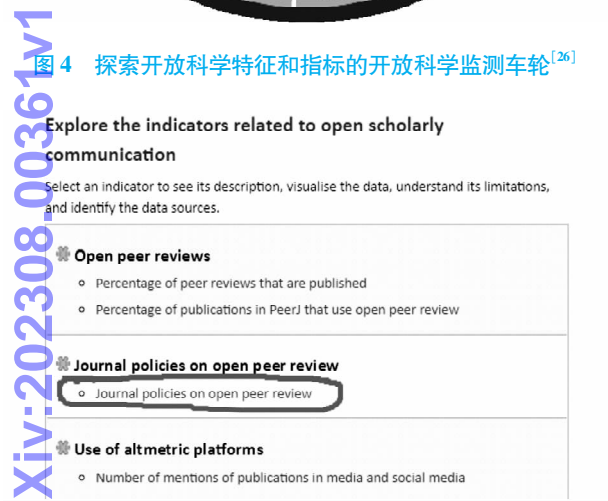 图 4 探索开放科学特征和指标的开放科学监测车轮[26]
Explore the indicators related to open scholarly
communication
Select an indicator to see its description, visualise the data, understand its limitations,
and identify the data sources.
Open peer reviews
Percentage of peer reviews that are published
Percentage of publications in PeerJ that use open peer review
Journal policies on open peer review
Journal policies on open peer review
Use of altmetric platforms
Number of mentions of publications in media and social media
Xiv:202308.00361v1